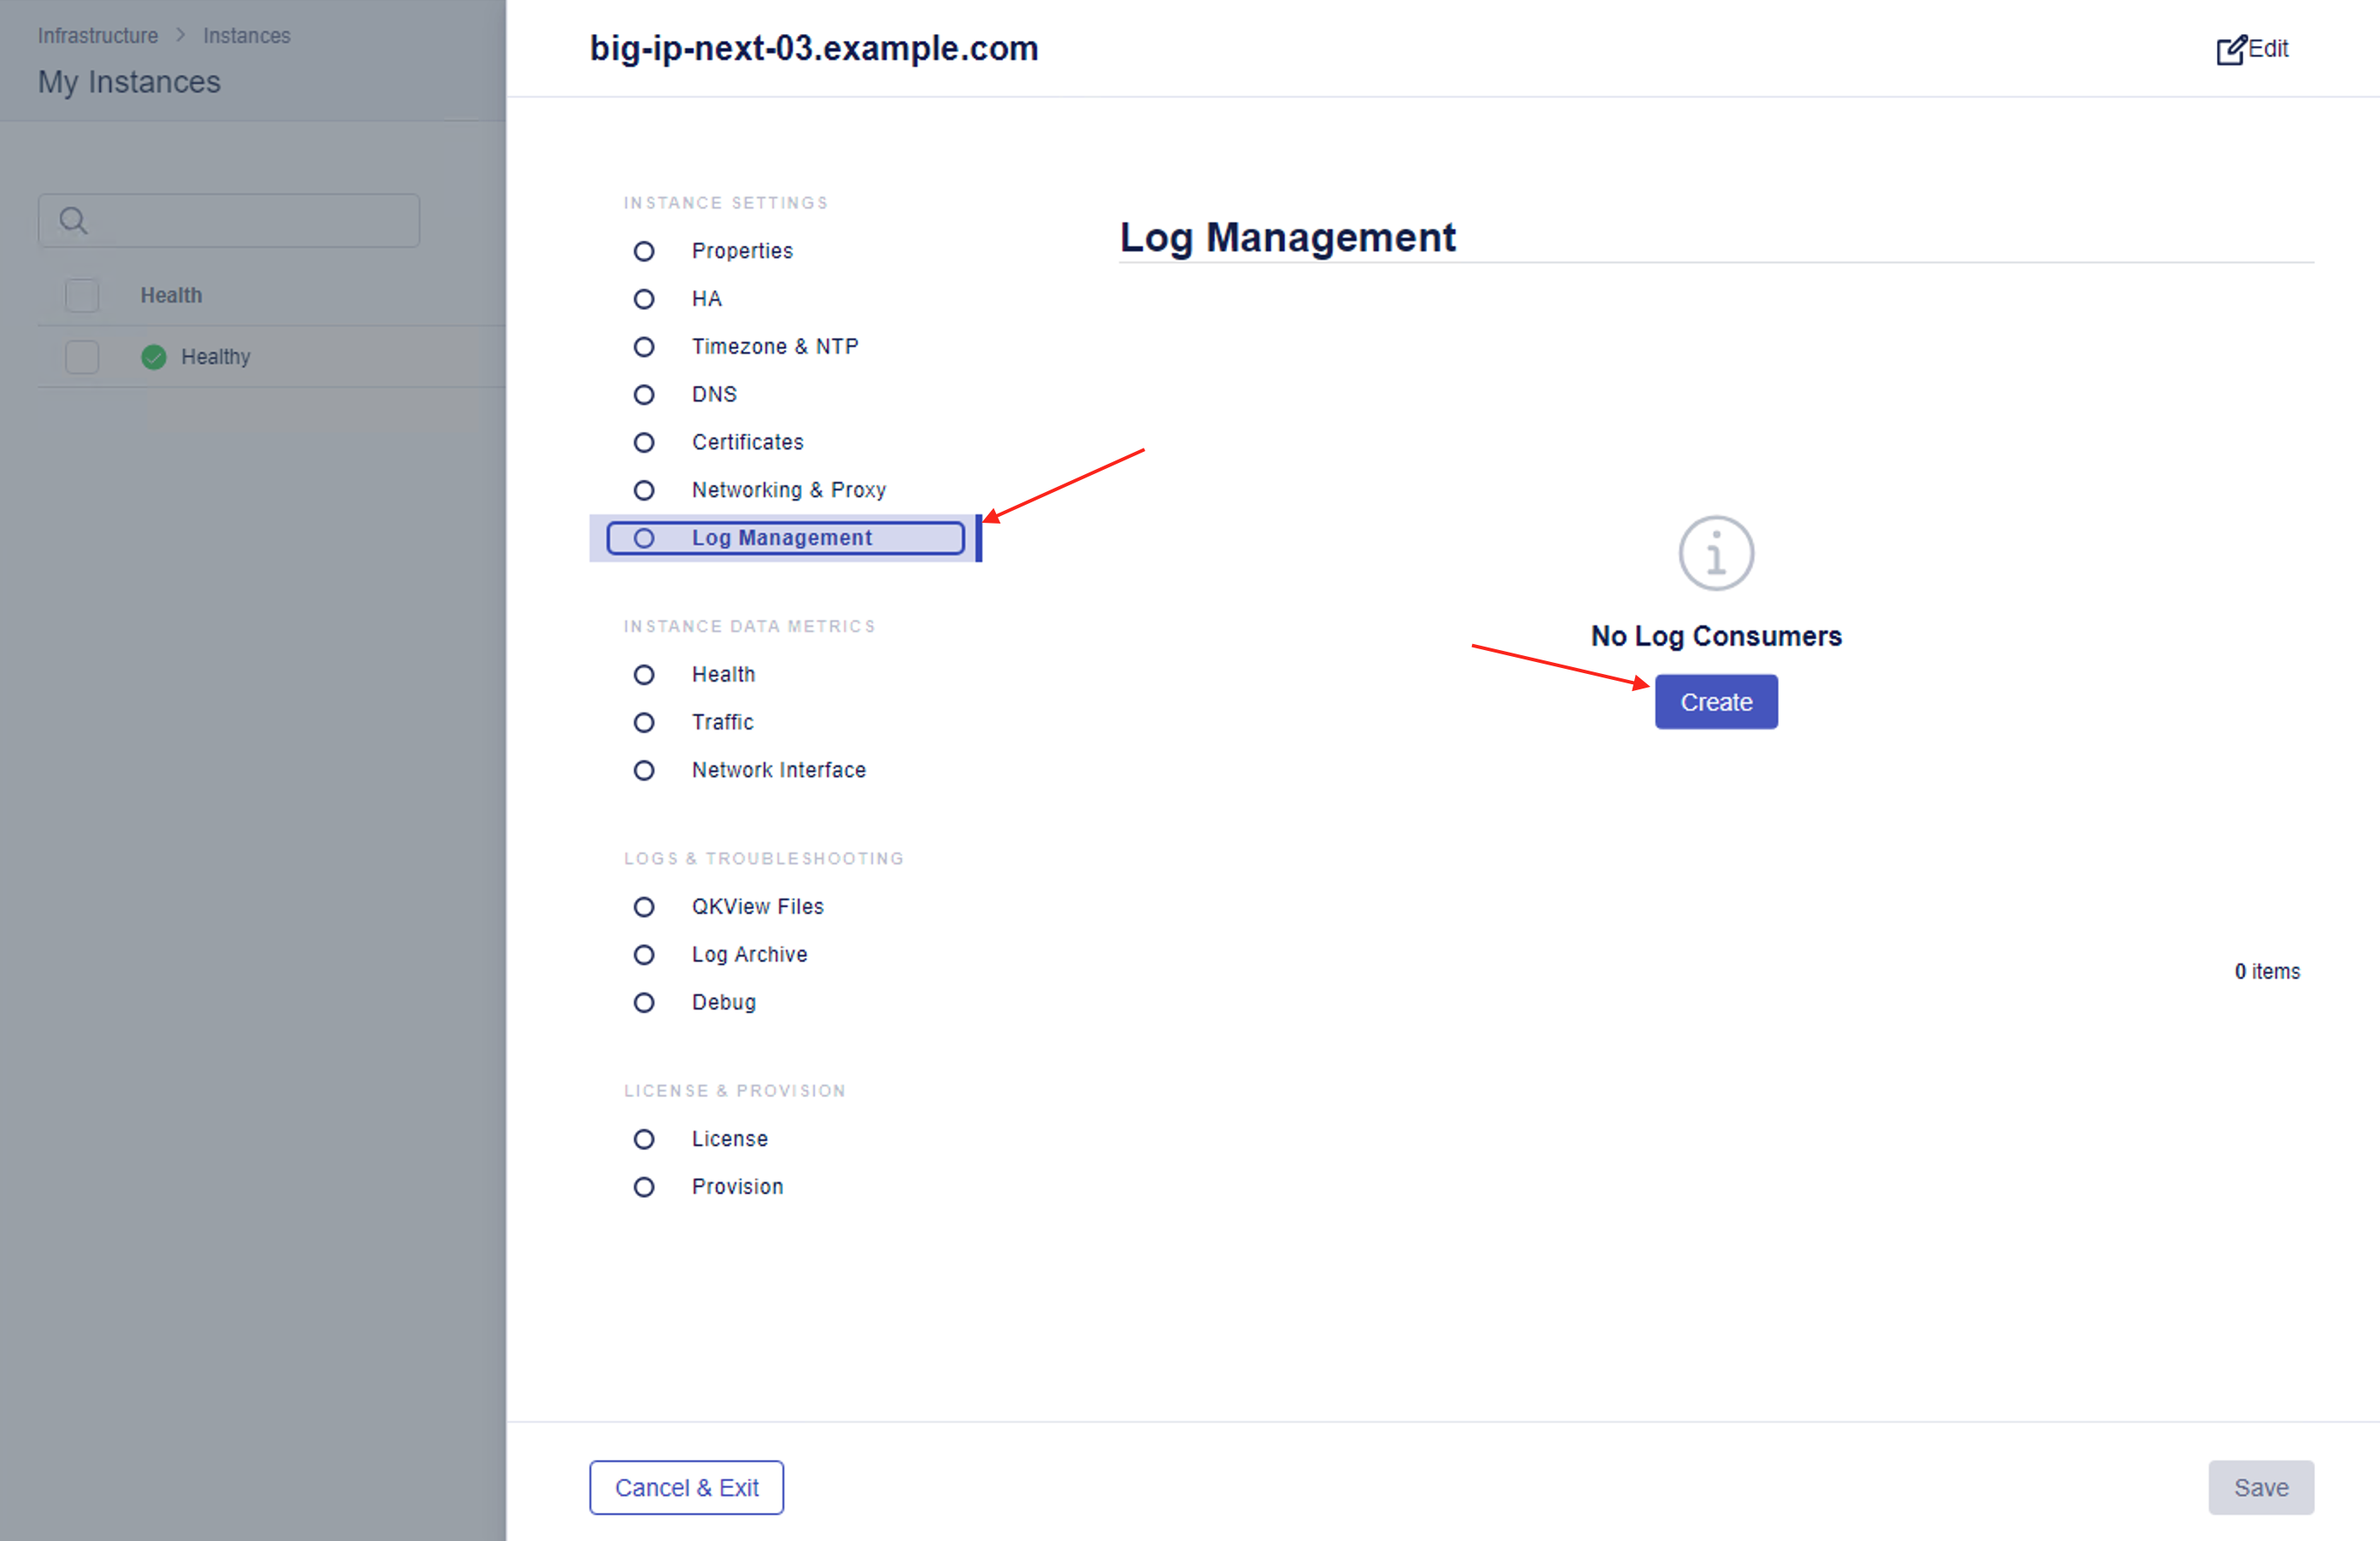 Infrastructure > Instances
My Instances
Health
Healthy
big-ip-next-03.example.com
Edit
INSTANCE SETTINGS
Properties
HA
Timezone & NTP
DNS
Certificates
Networking & Proxy
Log Management
INSTANCE DATA METRICS
Health
Traffic
Network Interface
LOGS & TROUBLESHOOTING
QKView Files
Log Archive
Debug
LICENSE & PROVISION
License
Provision
Log Management
No Log Consumers
Create
0 items
Cancel & Exit
Save